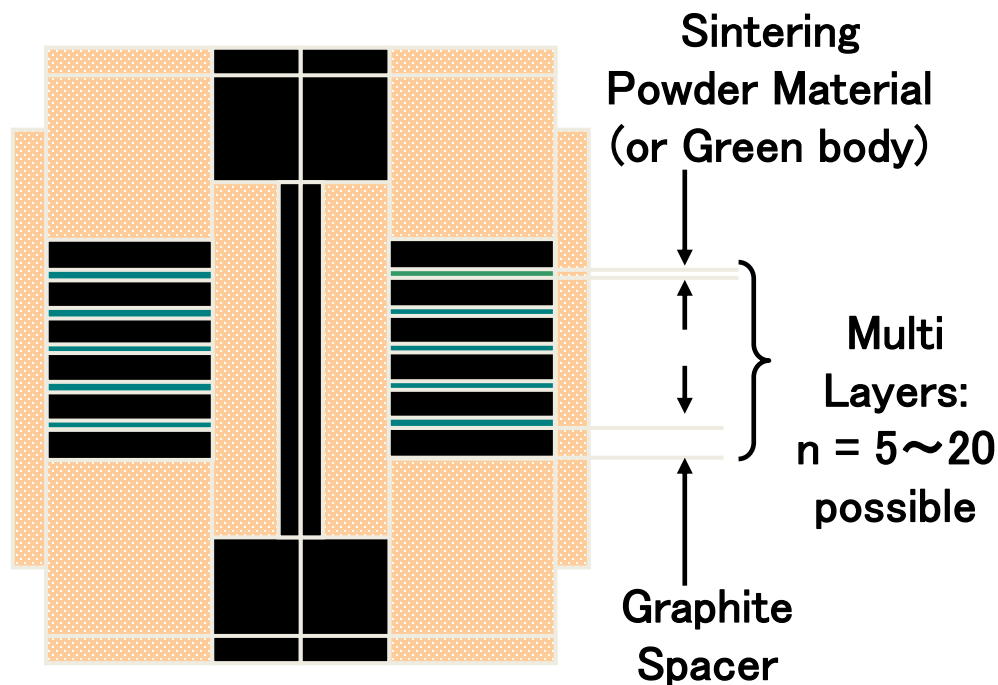 Sintering
Powder Material
(or Green body)
Multi
Layers:
n = 5～20
possible
Graphite
Spacer